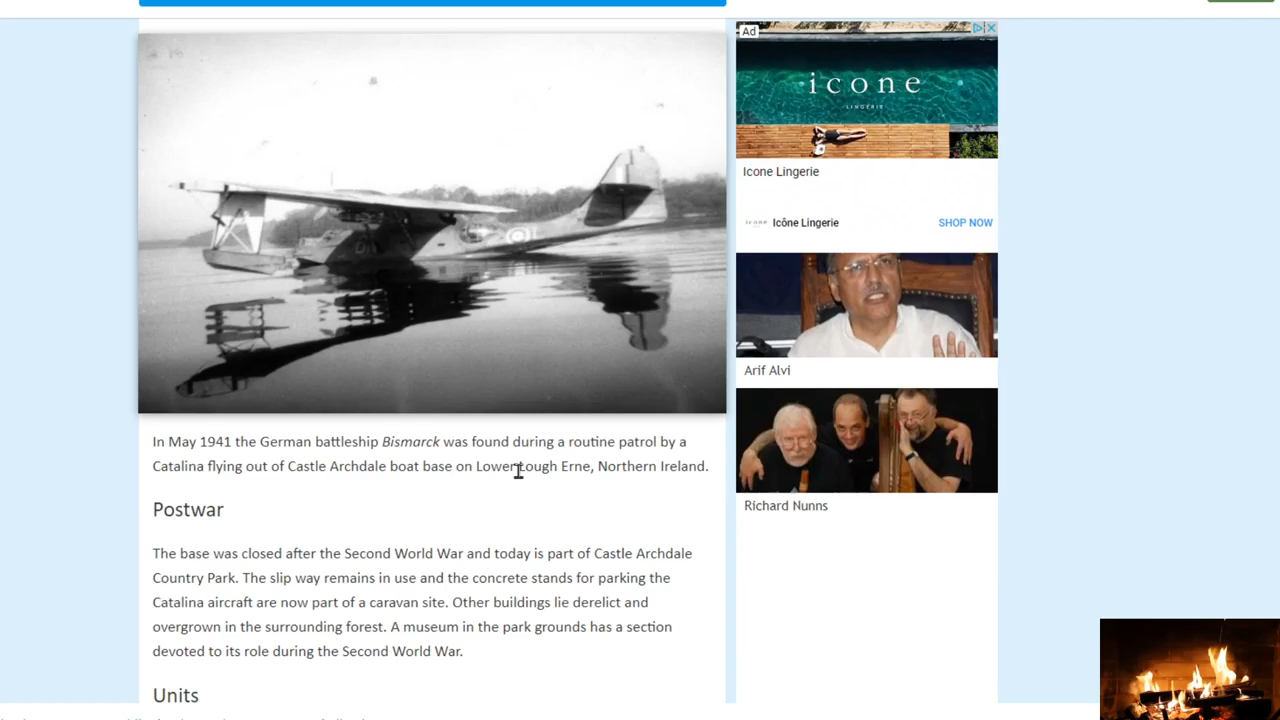 Ad
icone
LINGERIE
Icone Lingerie
icone Icône Lingerie SHOP NOW
Arif Alvi
Richard Nunns
In May 1941 the German battleship Bismarck was found during a routine patrol by a
Catalina flying out of Castle Archdale boat base on Lower Lough Erne, Northern Ireland.
Postwar
The base was closed after the Second World War and today is part of Castle Archdale
Country Park. The slip way remains in use and the concrete stands for parking the
Catalina aircraft are now part of a caravan site. Other buildings lie derelict and
overgrown in the surrounding forest. A museum in the park grounds has a section
devoted to its role during the Second World War.
Units